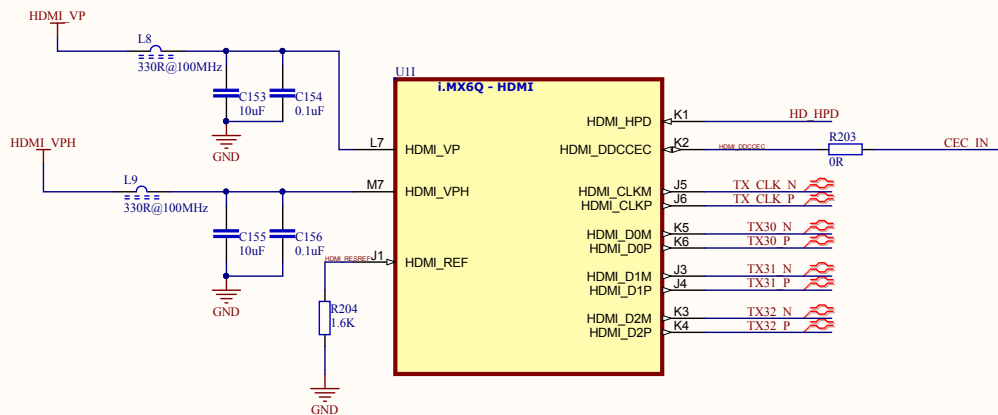 HDMI_VP
L8
330R@100MHz
C153
10uF
C154
0.1uF
GND
HDMI_VPH
L9
330R@100MHz
C155
10uF
C156
0.1uF
GND
HDMI_RESREF
R204
1.6K
GND
U1I
i.MX6Q - HDMI
L7 HDMI_VP
M7 HDMI_VPH
J1 HDMI_REF
HDMI_HPD K1 HD_HPD
HDMI_DDCCEC K2 HDMI_DDCCEC
R203
0R
CEC_IN
HDMI_CLKM J5 TX_CLK_N
HDMI_CLKP J6 TX_CLK_P
HDMI_D0M K5 TX30_N
HDMI_D0P K6 TX30_P
HDMI_D1M J3 TX31_N
HDMI_D1P J4 TX31_P
HDMI_D2M K3 TX32_N
HDMI_D2P K4 TX32_P